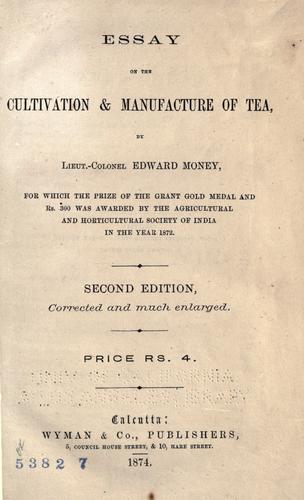 ESSAY
ON THE
CULTIVATION & MANUFACTURE OF TEA,
BY
LIEUT.-COLONEL EDWARD MONEY,
FOR WHICH THE PRIZE OF THE GRANT GOLD MEDAL AND
Rs. 300 WAS AWARDED BY THE AGRICULTURAL
AND HORTICULTURAL SOCIETY OF INDIA
IN THE YEAR 1872.
SECOND EDITION,
Corrected and much enlarged.
PRICE RS. 4.
Calcutta:
WYMAN & CO., PUBLISHERS,
5, COUNCIL HOUSE STREET, & 10, HARE STREET.
1874.
53827